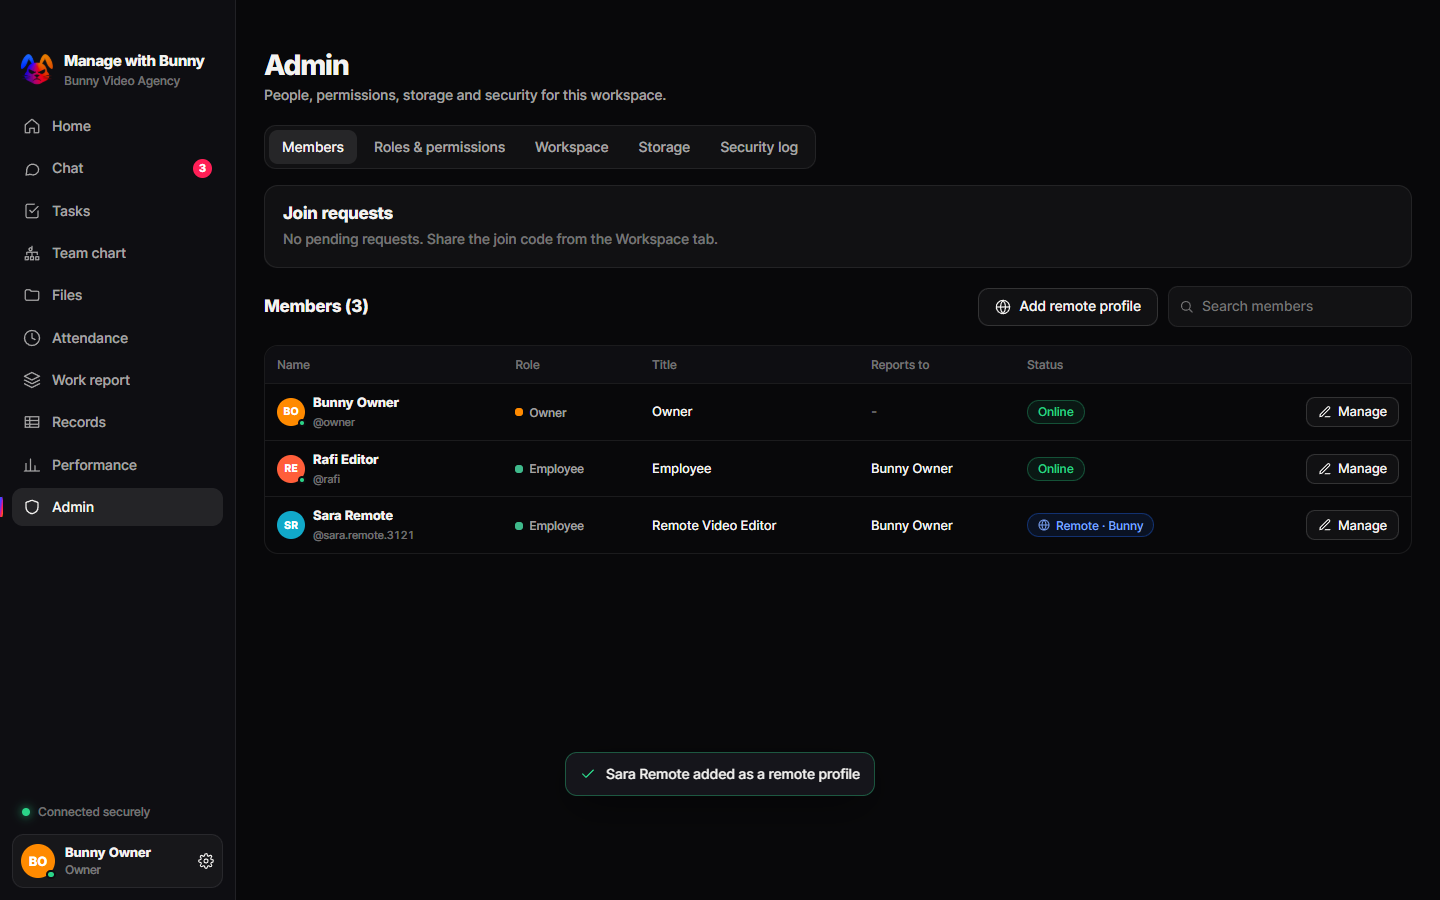 Manage with Bunny
Bunny Video Agency
Home
Chat 3
Tasks
Team chart
Files
Attendance
Work report
Records
Performance
Admin
Connected securely
BO Bunny Owner
Owner
Admin
People, permissions, storage and security for this workspace.
Members Roles & permissions Workspace Storage Security log
Join requests
No pending requests. Share the join code from the Workspace tab.
Members (3) Add remote profile Search members
Name Role Title Reports to Status
BO Bunny Owner @owner Owner Owner - Online Manage
RE Rafi Editor @rafi Employee Employee Bunny Owner Online Manage
SR Sara Remote @sara.remote.3121 Employee Remote Video Editor Bunny Owner Remote · Bunny Manage
Sara Remote added as a remote profile